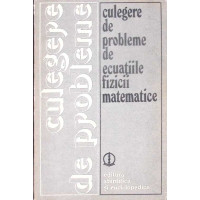 culegere
de probleme
culegere
de
probleme
de
ecuațiile
fizicii
matematice
editura
științifică
și enciclopedică